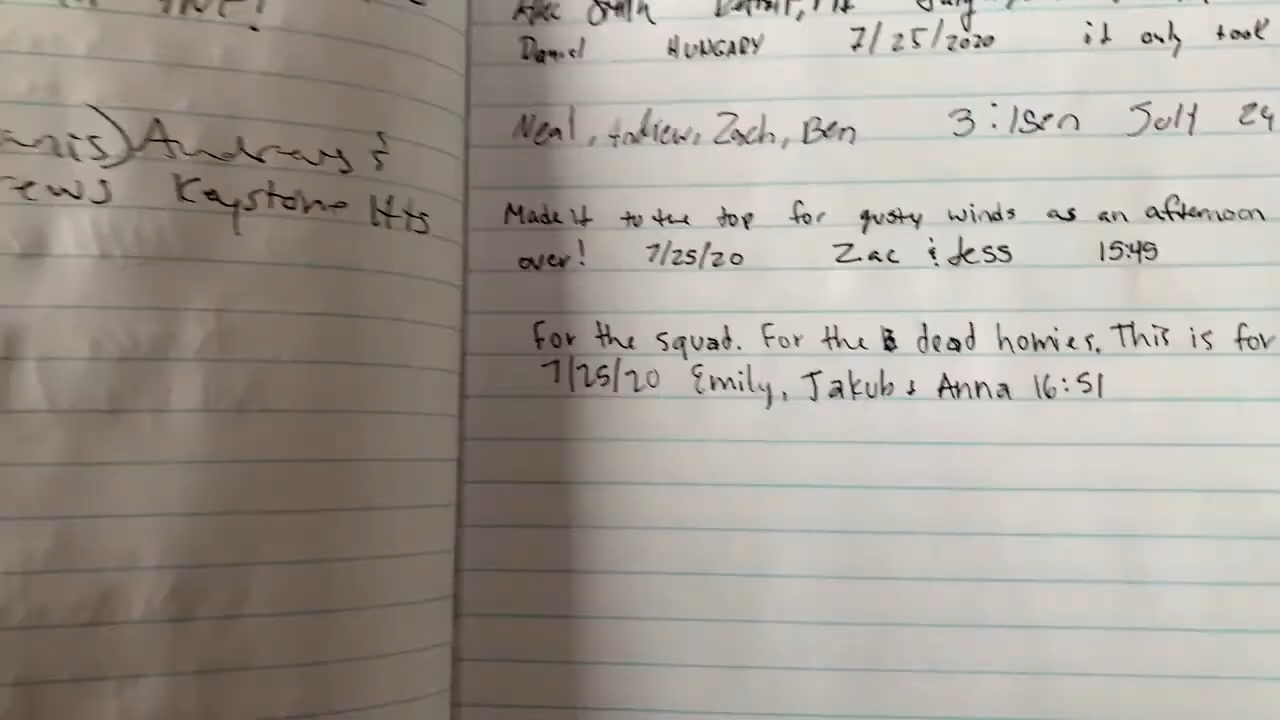 Andrews &
Keystone Hts
Daniel HUNGARY 7/25/2020 it only took
Neal, Andrew, Zach, Ben July 24
Made it to the top for gusty winds as an afternoon
over! 7/25/20 Zac & Jess 15:45
For the squad. For the dead homies. This is for
7/25/20 Emily, Jakub & Anna 16:51